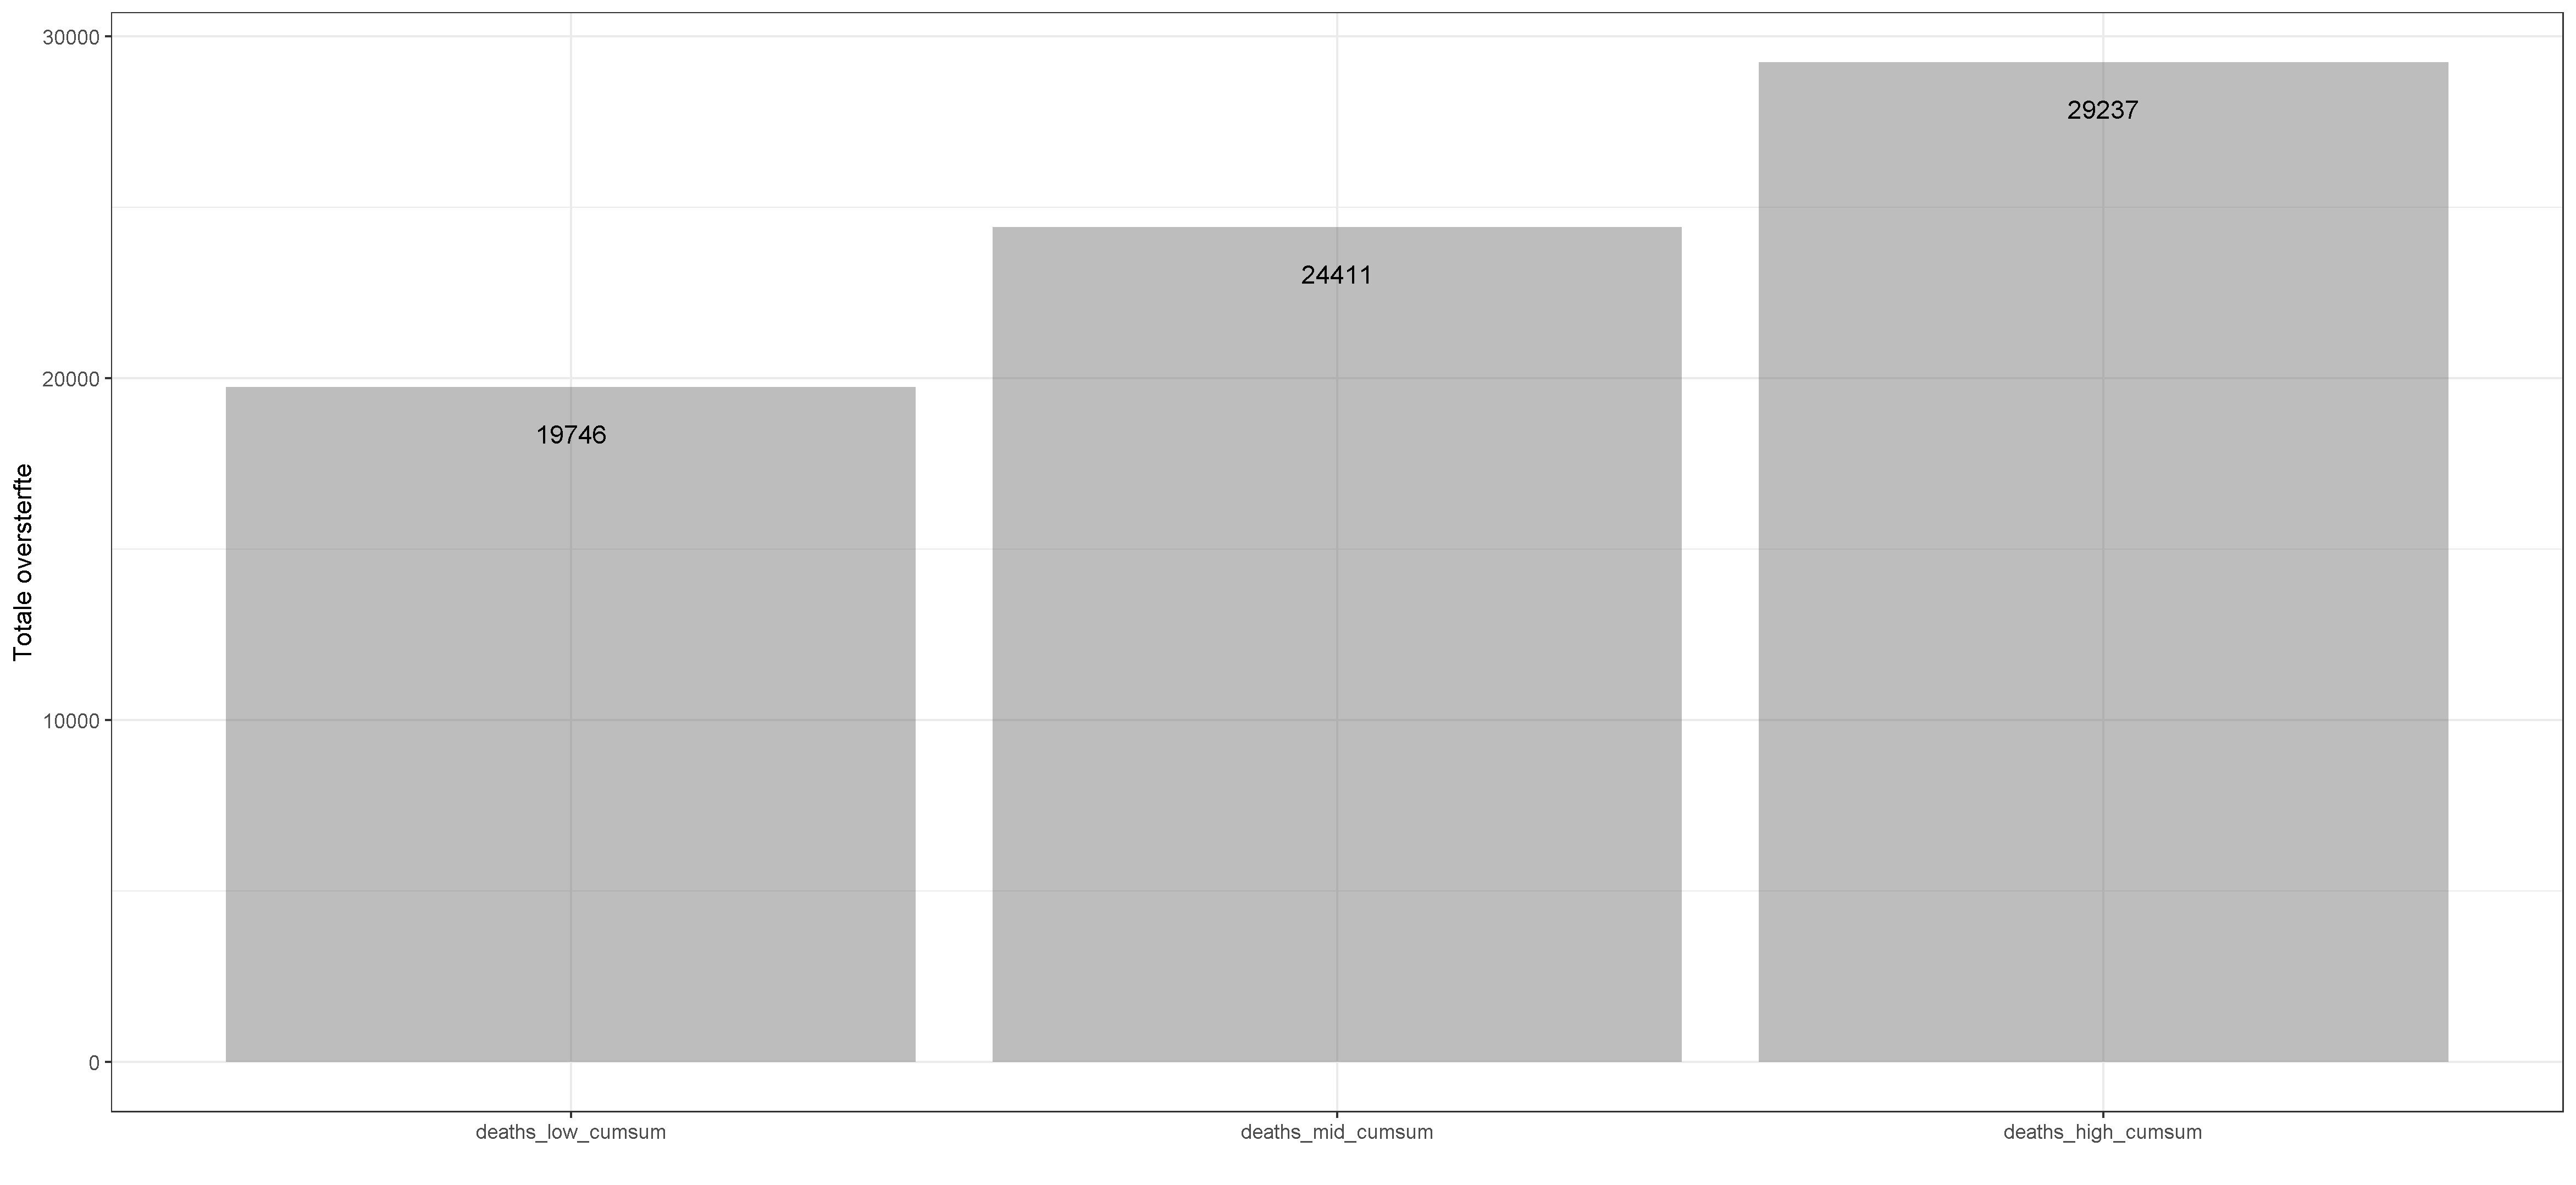 Totale oversterfte
30000
20000
10000
0
29237
24411
19746
deaths_low_cumsum
deaths_mid_cumsum
deaths_high_cumsum